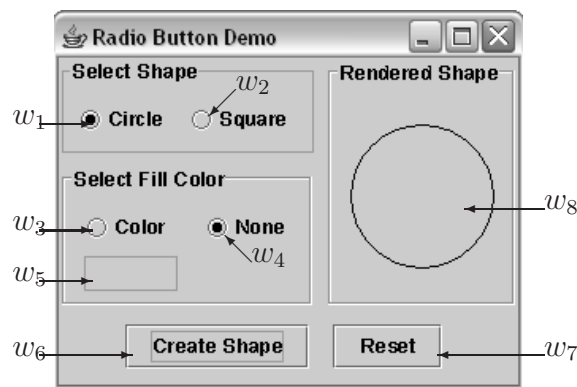 Radio Button Demo
Select Shape
w2
w1 Circle Square
Select Fill Color
w3 Color None
w4
w5
Rendered Shape
w8
w6 Create Shape Reset w7